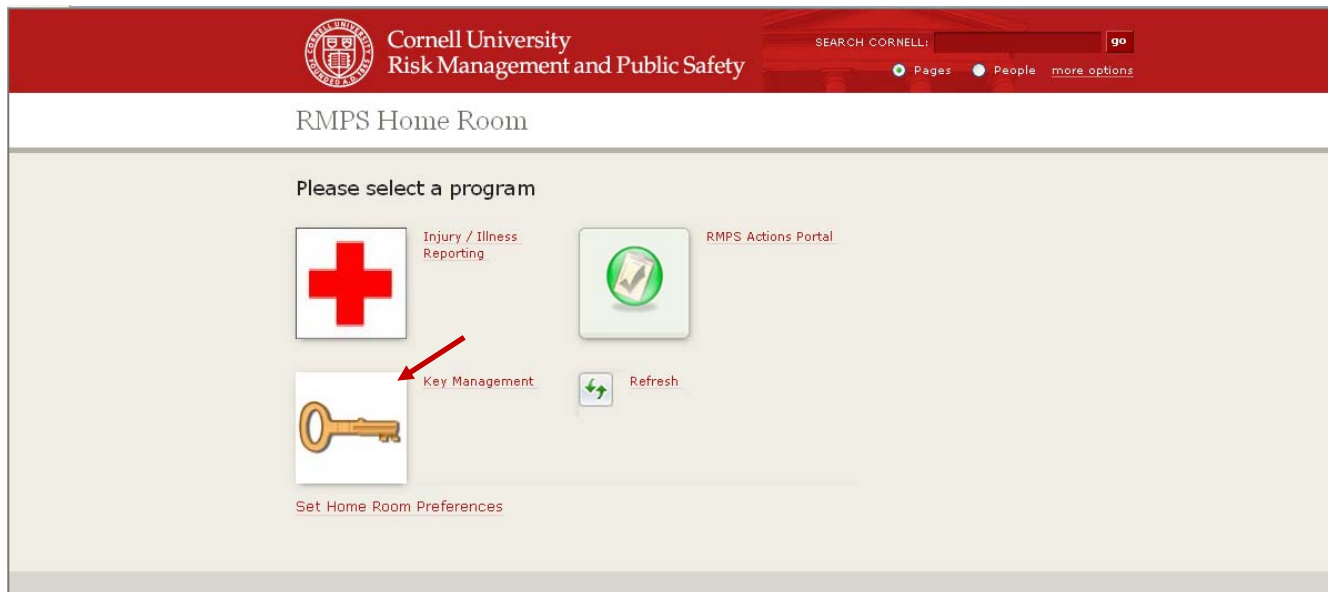 Cornell University
Risk Management and Public Safety
SEARCH CORNELL:
go
Pages
People
more options
RMPS Home Room
Please select a program
Injury / Illness
Reporting
RMPS Actions Portal
Key Management
Refresh
Set Home Room Preferences